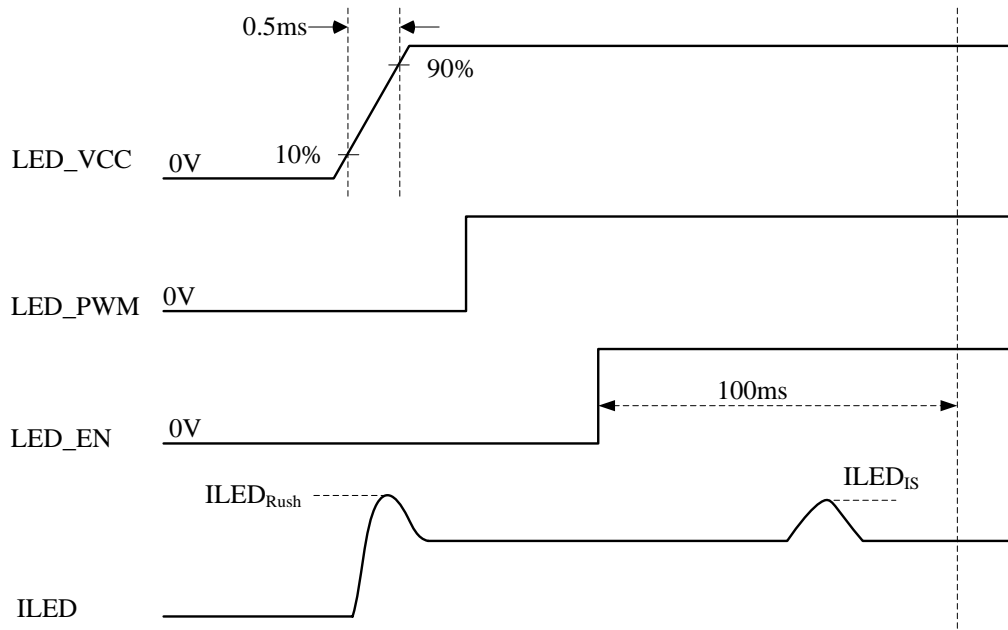 0.5ms
90%
10%
LED_VCC
0V
LED_PWM
0V
100ms
LED_EN
0V
ILED_Rush
ILED_IS
ILED